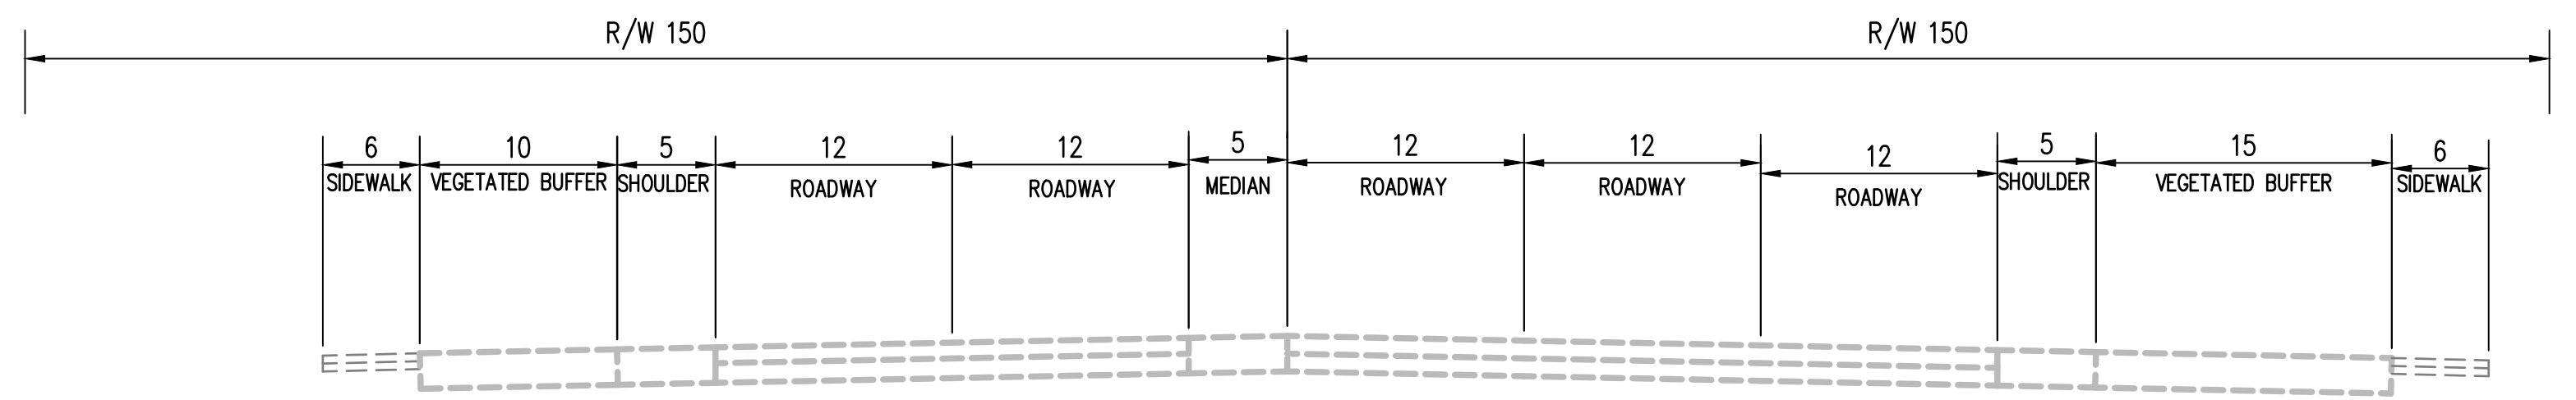 R/W 150 R/W 150
6 10 5 12 12 5 12 12 12 5 15 6
SIDEWALK VEGETATED BUFFER SHOULDER ROADWAY ROADWAY MEDIAN ROADWAY ROADWAY ROADWAY SHOULDER VEGETATED BUFFER SIDEWALK